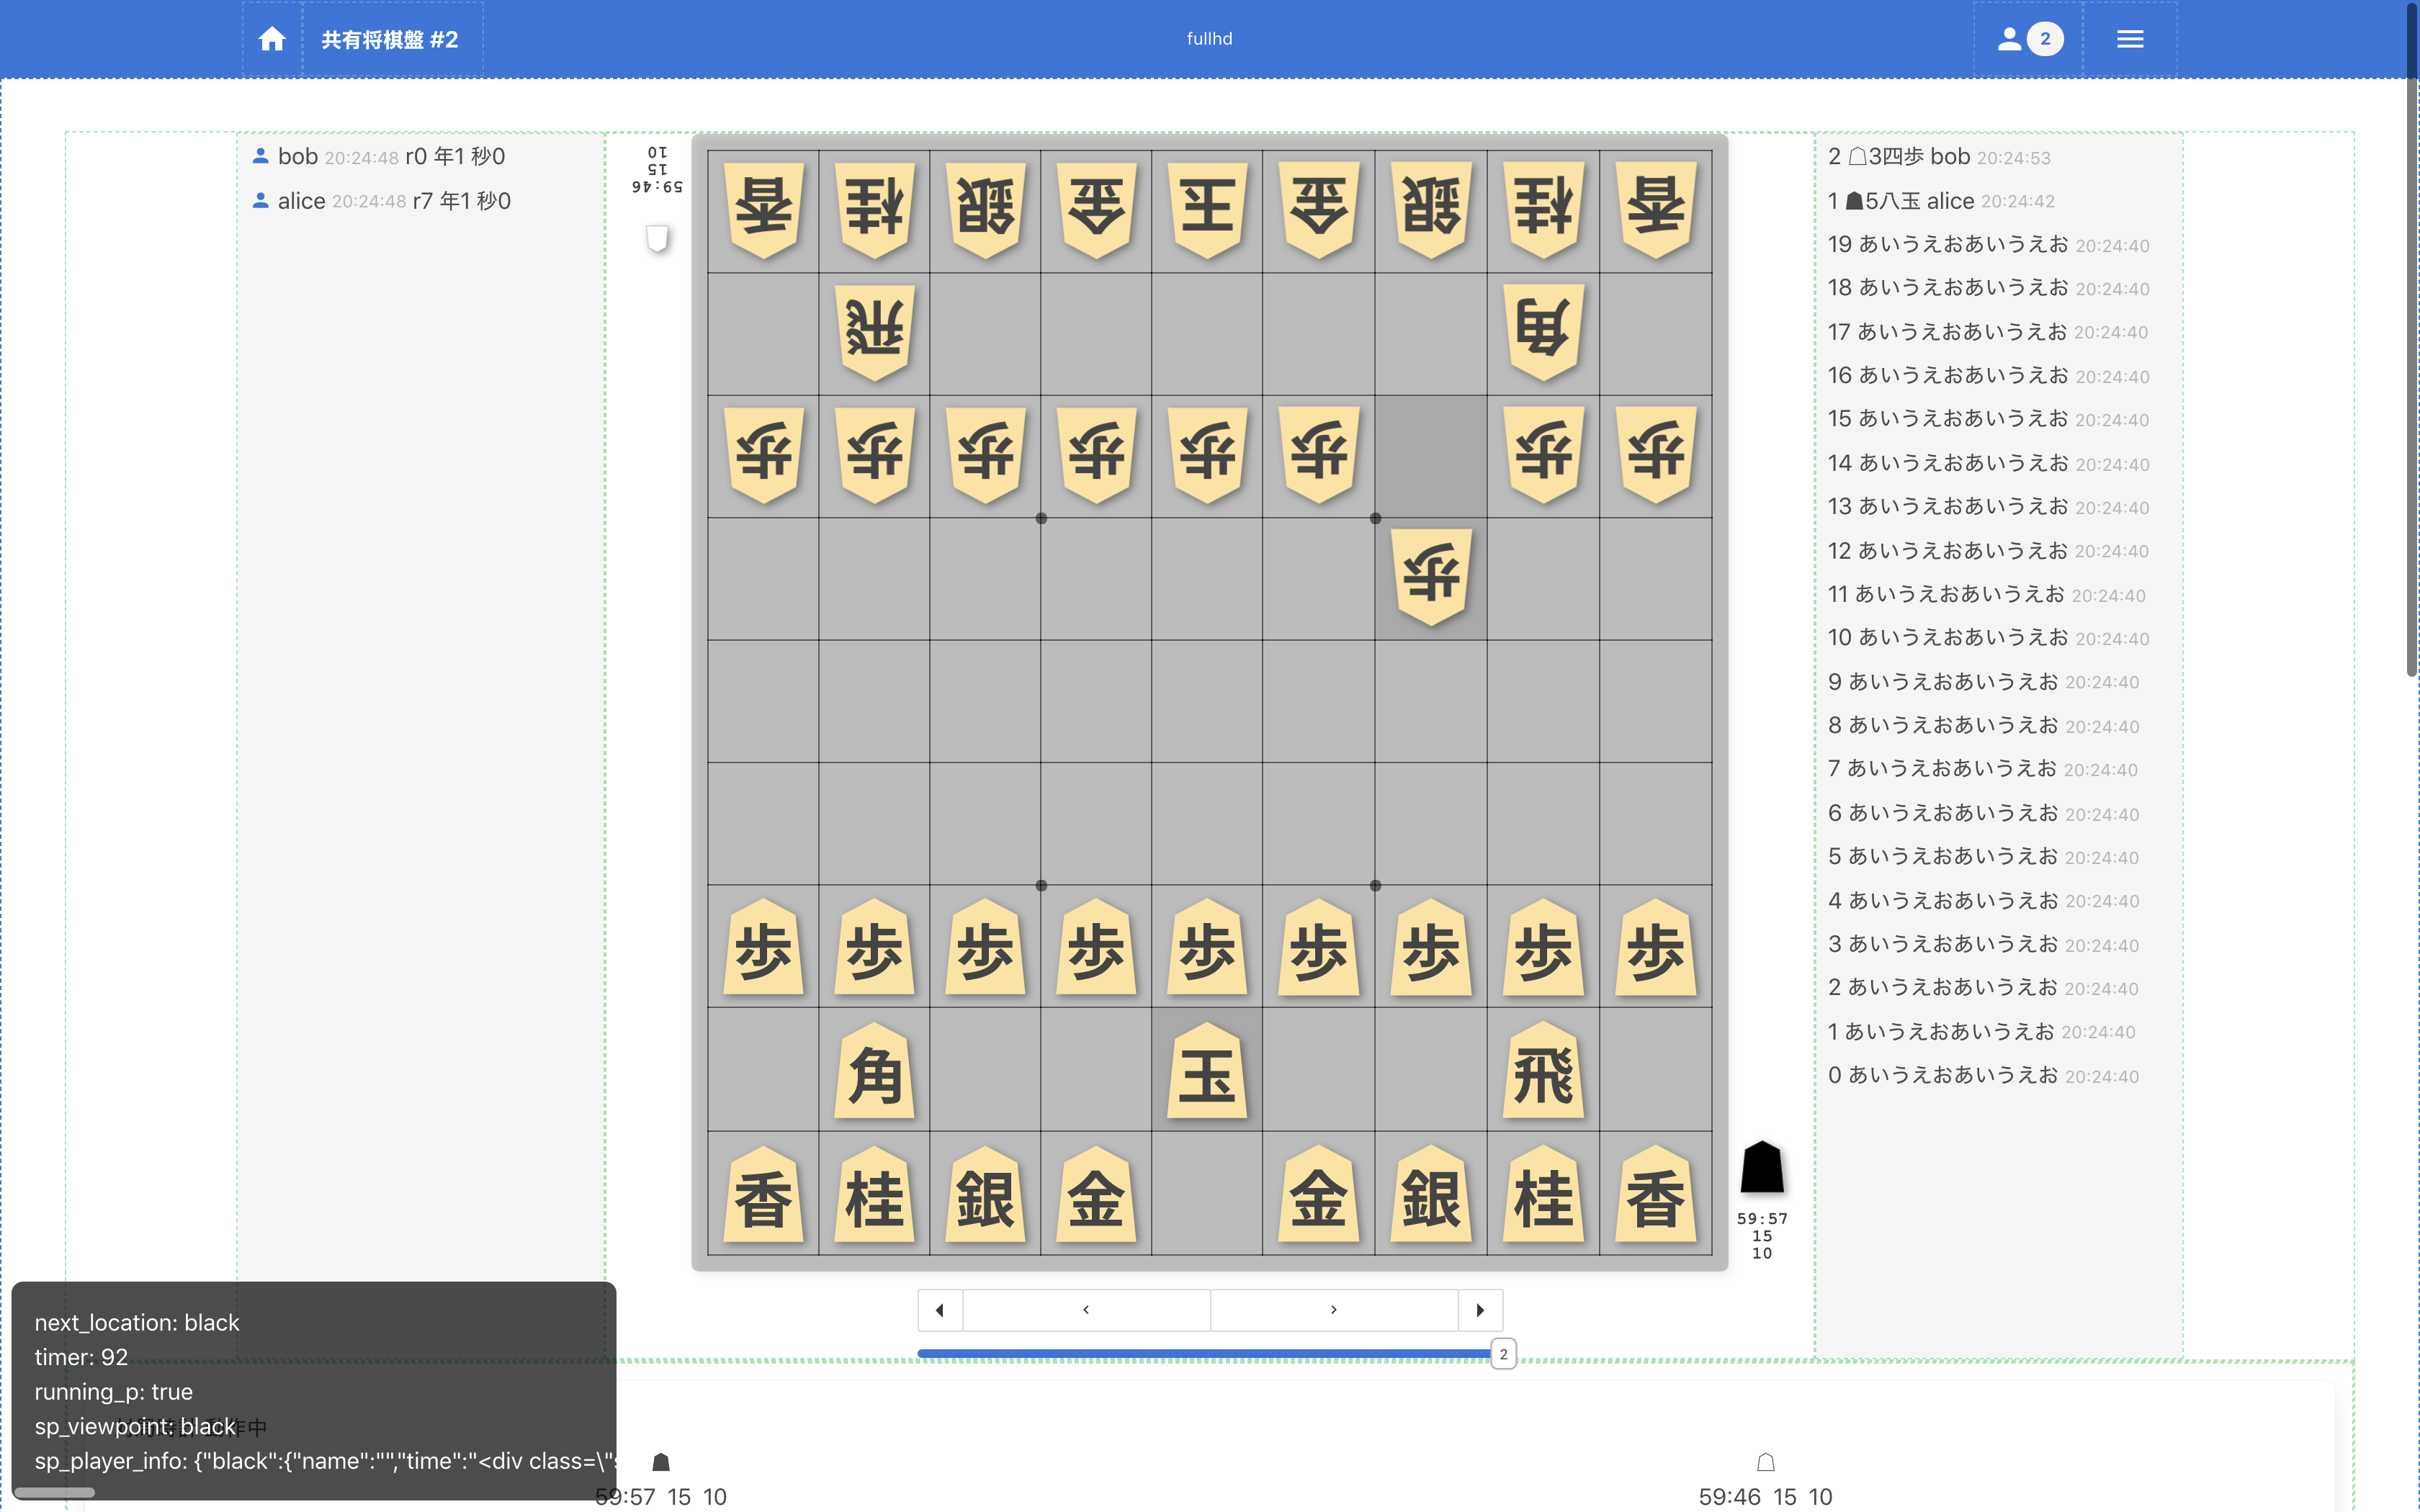 共有将棋盤 #2
fullhd
2
bob 20:24:48 r0 年1 秒0
alice 20:24:48 r7 年1 秒0
59:46
15
10
香 桂 銀 金 玉 金 銀 桂 香
飛 角
歩 歩 歩 歩 歩 歩 歩 歩
歩
歩 歩 歩 歩 歩 歩 歩 歩 歩
角 玉 飛
香 桂 銀 金 金 銀 桂 香
59:57
15
10
2 ☖3四歩 bob 20:24:53
1 ☗5八玉 alice 20:24:42
19 あいうえおあいうえお 20:24:40
18 あいうえおあいうえお 20:24:40
17 あいうえおあいうえお 20:24:40
16 あいうえおあいうえお 20:24:40
15 あいうえおあいうえお 20:24:40
14 あいうえおあいうえお 20:24:40
13 あいうえおあいうえお 20:24:40
12 あいうえおあいうえお 20:24:40
11 あいうえおあいうえお 20:24:40
10 あいうえおあいうえお 20:24:40
9 あいうえおあいうえお 20:24:40
8 あいうえおあいうえお 20:24:40
7 あいうえおあいうえお 20:24:40
6 あいうえおあいうえお 20:24:40
5 あいうえおあいうえお 20:24:40
4 あいうえおあいうえお 20:24:40
3 あいうえおあいうえお 20:24:40
2 あいうえおあいうえお 20:24:40
1 あいうえおあいうえお 20:24:40
0 あいうえおあいうえお 20:24:40
2
next_location: black
timer: 92
running_p: true
sp_viewpoint: black
sp_player_info: {"black":{"name":"","time":"<div class=\"
☗
59:57 15 10
☖
59:46 15 10